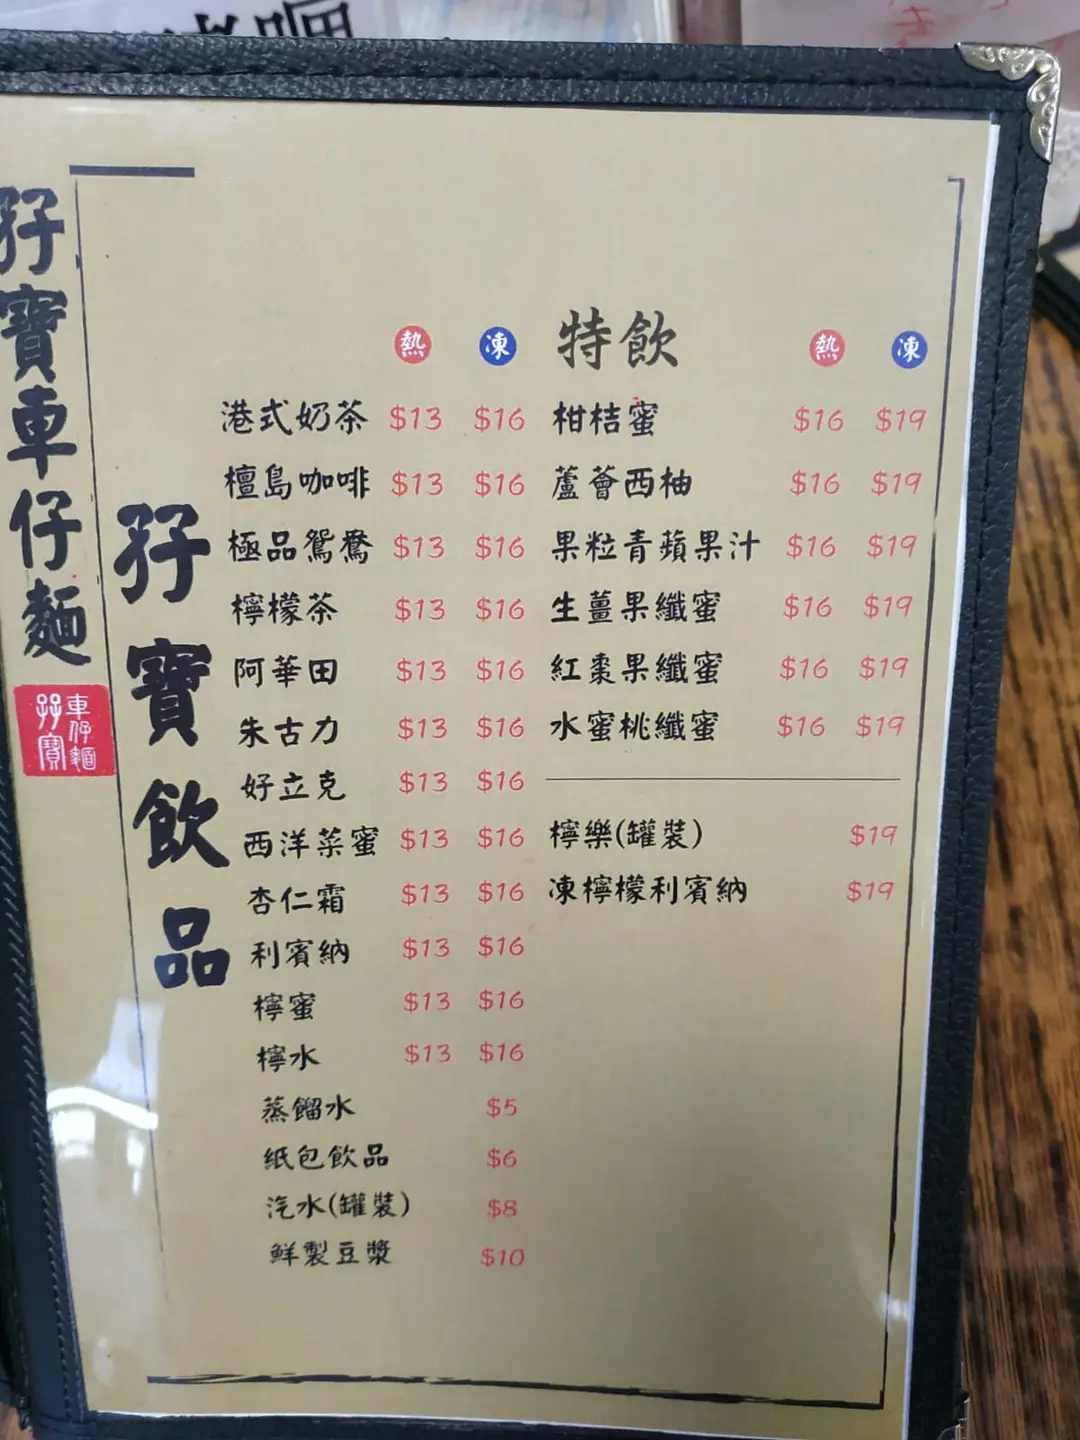 孖寶車仔麵
孖寶
車仔麵
孖寶飲品
熱 凍
港式奶茶 $13 $16
檀島咖啡 $13 $16
極品鴛鴦 $13 $16
檸檬茶 $13 $16
阿華田 $13 $16
朱古力 $13 $16
好立克 $13 $16
西洋菜蜜 $13 $16
杏仁霜 $13 $16
利賓納 $13 $16
檸蜜 $13 $16
檸水 $13 $16
蒸餾水 $5
紙包飲品 $6
汽水(罐裝) $8
鮮製豆漿 $10
特飲 熱 凍
柑桔蜜 $16 $19
蘆薈西柚 $16 $19
果粒青蘋果汁 $16 $19
生薑果纖蜜 $16 $19
紅棗果纖蜜 $16 $19
水蜜桃纖蜜 $16 $19
檸樂(罐裝) $19
凍檸檬利賓納 $19